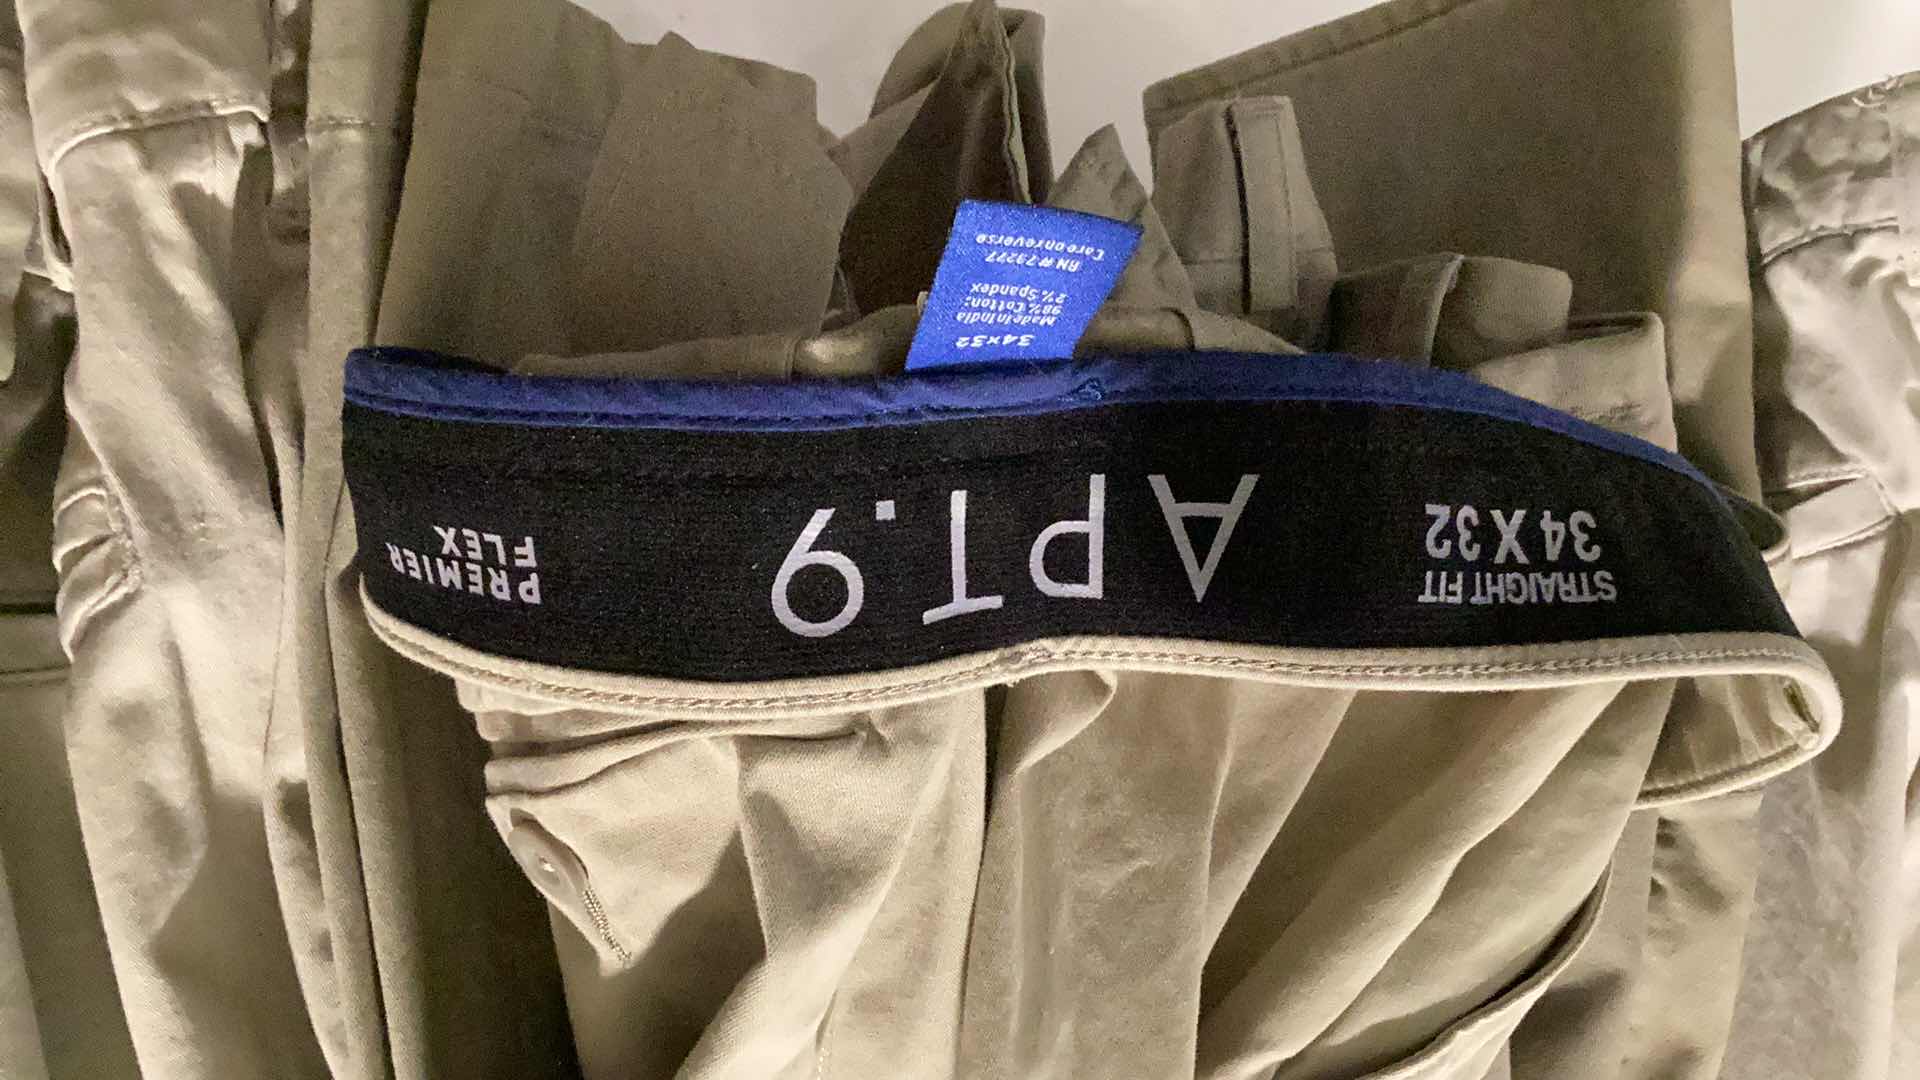 STRAIGHT FIT
34 X 32
APT.9
PREMIER
FLEX
34x32
Made in India
98% Cotton;
2% Spandex
RN#73277
Care on reverse